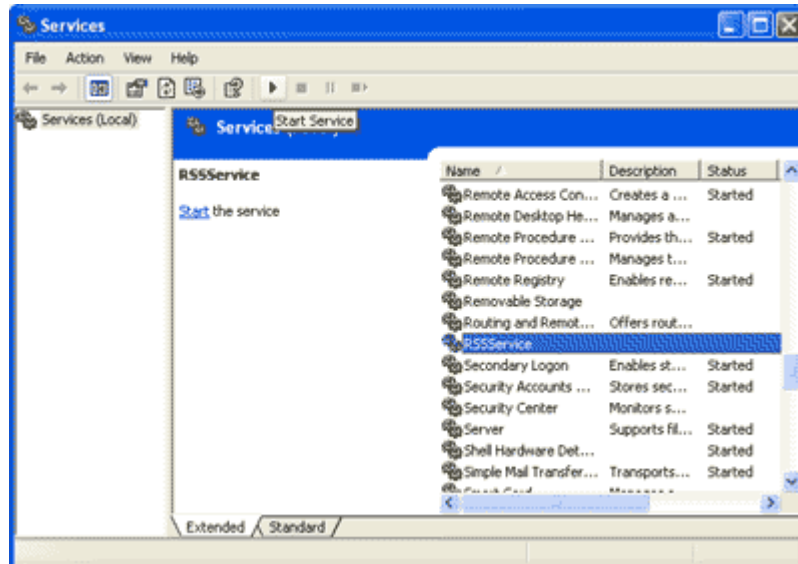 Services
File Action View Help
Start Service
Services (Local)
Services
RSSService
Start the service
Name Description Status
Remote Access Con... Creates a ... Started
Remote Desktop He... Manages a...
Remote Procedure ... Provides th... Started
Remote Procedure ... Manages t...
Remote Registry Enables re... Started
Removable Storage
Routing and Remot... Offers rout...
RSSService
Secondary Logon Enables st... Started
Security Accounts ... Stores sec... Started
Security Center Monitors s...
Server Supports fil... Started
Shell Hardware Det... Started
Simple Mail Transfer... Transports... Started
Extended Standard